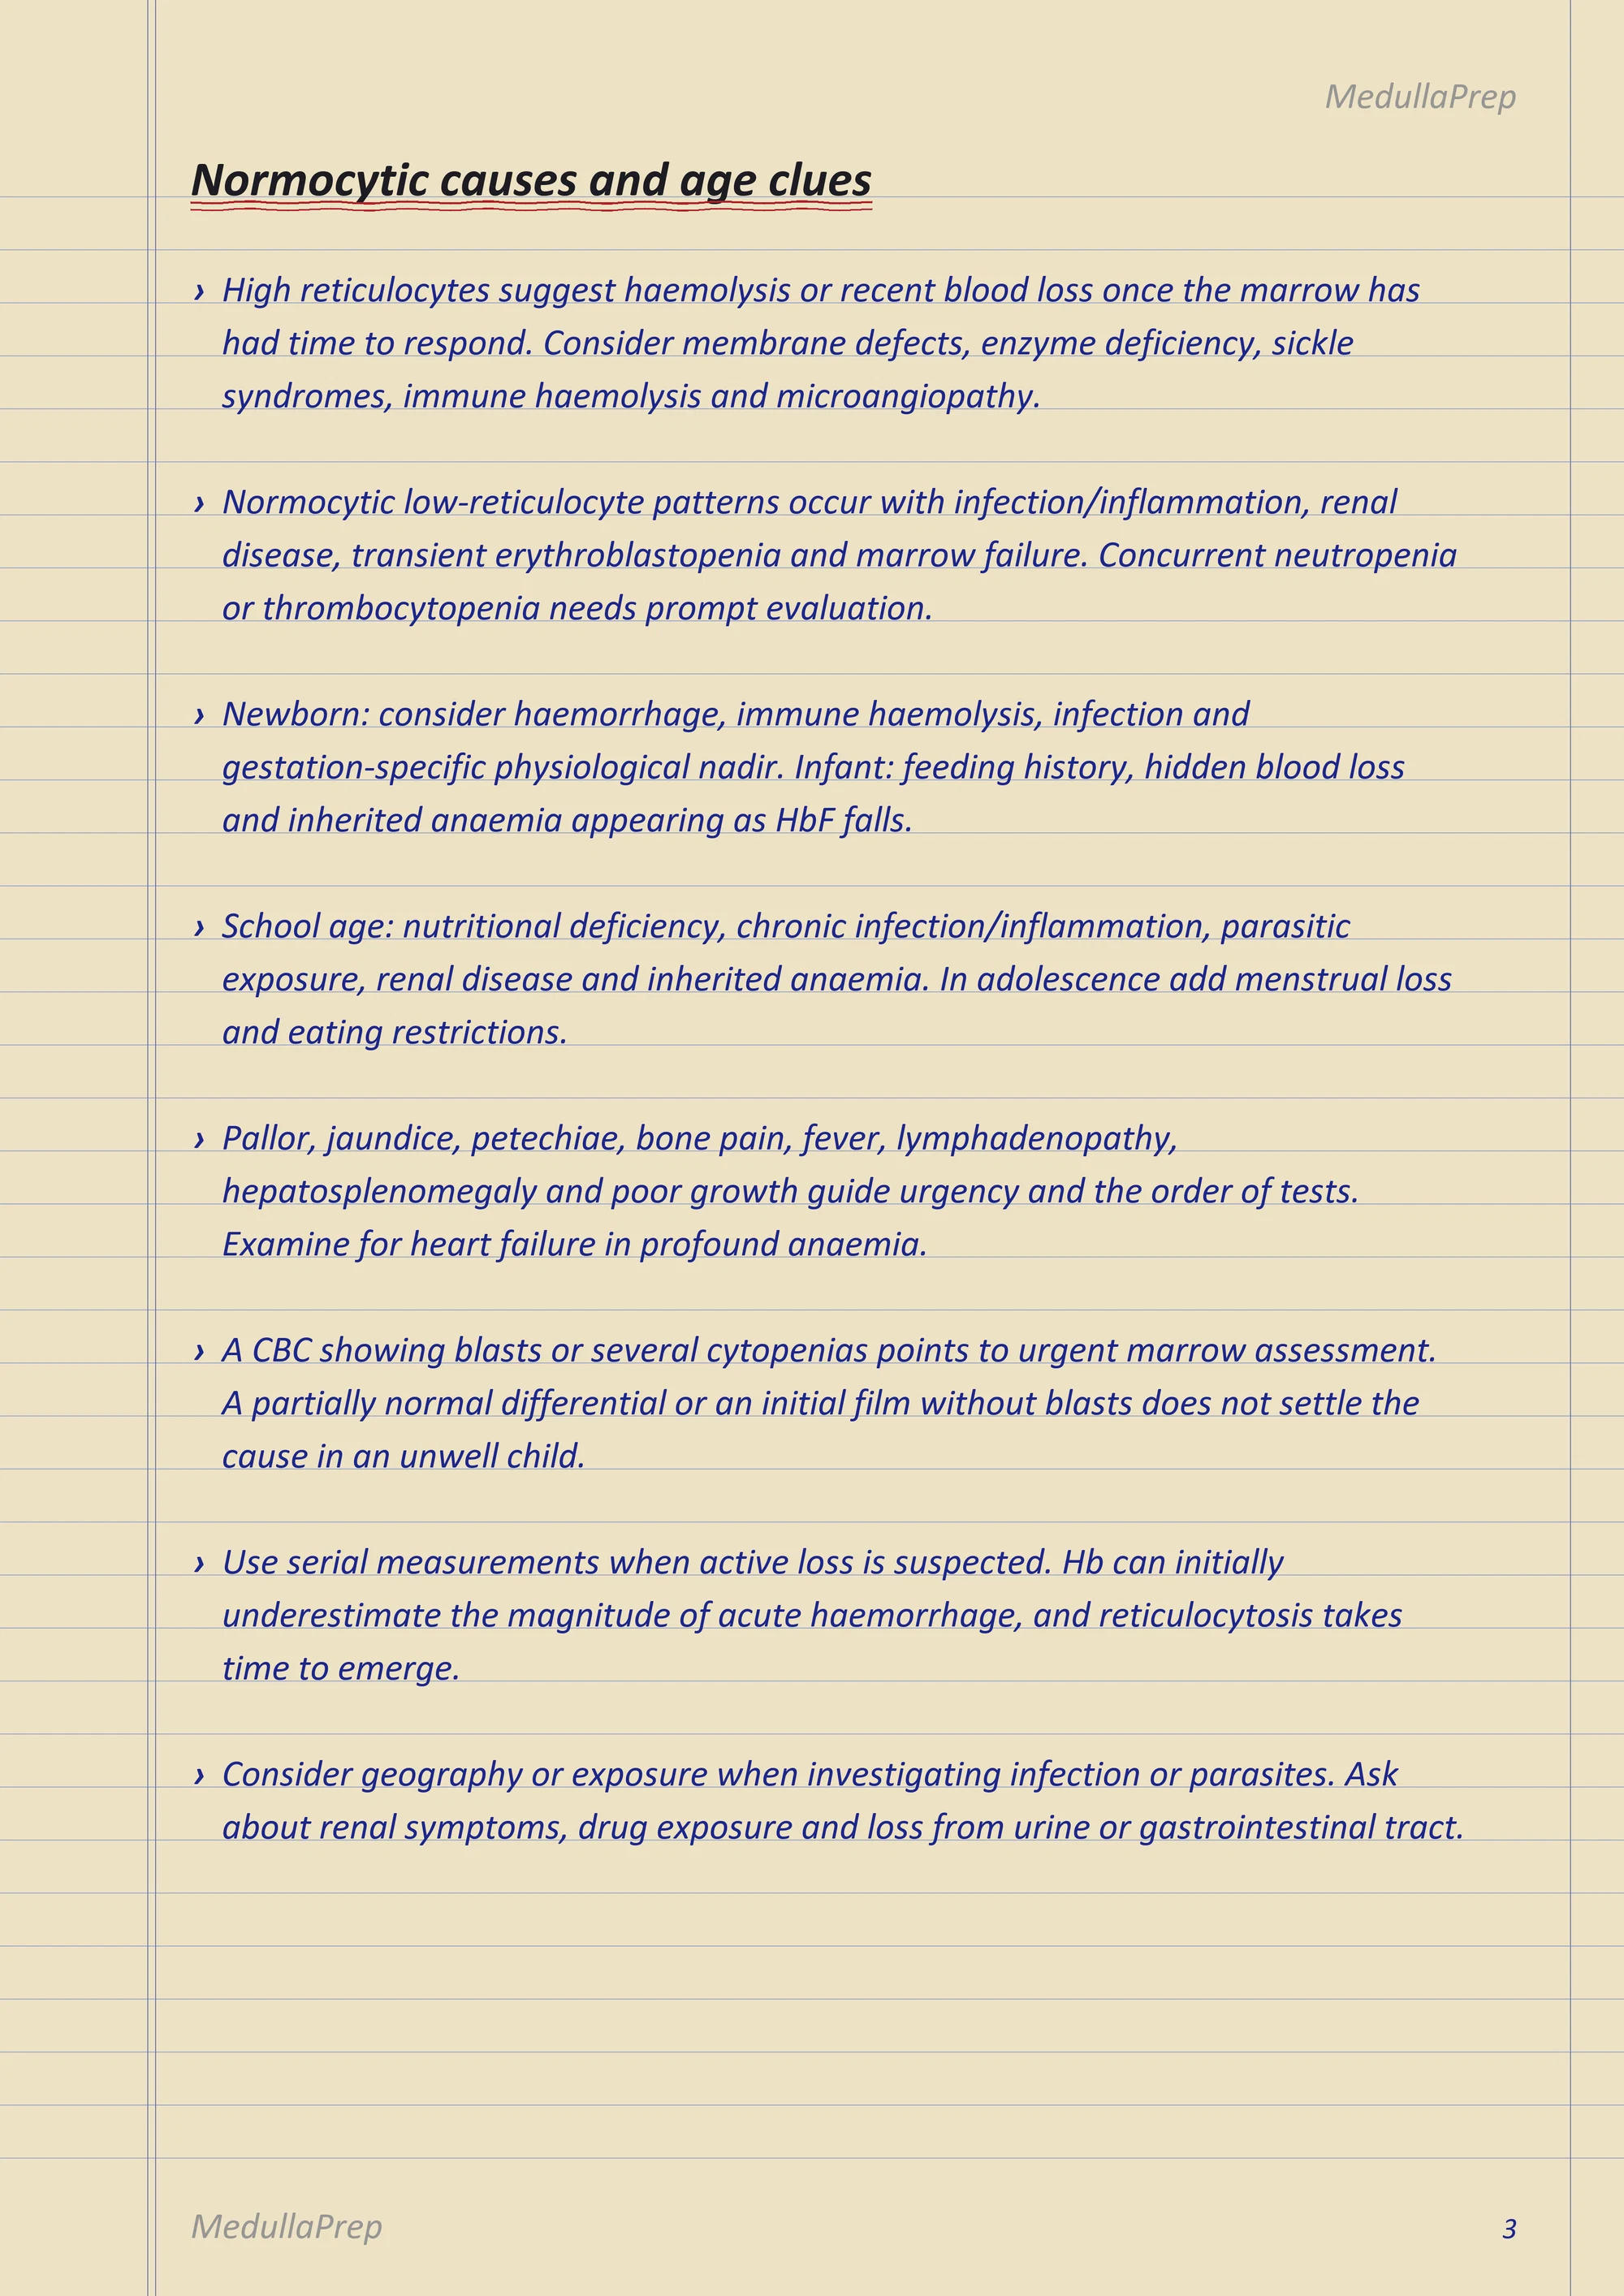 MedullaPrep
Normocytic causes and age clues
› High reticulocytes suggest haemolysis or recent blood loss once the marrow has
had time to respond. Consider membrane defects, enzyme deficiency, sickle
syndromes, immune haemolysis and microangiopathy.
› Normocytic low-reticulocyte patterns occur with infection/inflammation, renal
disease, transient erythroblastopenia and marrow failure. Concurrent neutropenia
or thrombocytopenia needs prompt evaluation.
› Newborn: consider haemorrhage, immune haemolysis, infection and
gestation-specific physiological nadir. Infant: feeding history, hidden blood loss
and inherited anaemia appearing as HbF falls.
› School age: nutritional deficiency, chronic infection/inflammation, parasitic
exposure, renal disease and inherited anaemia. In adolescence add menstrual loss
and eating restrictions.
› Pallor, jaundice, petechiae, bone pain, fever, lymphadenopathy,
hepatosplenomegaly and poor growth guide urgency and the order of tests.
Examine for heart failure in profound anaemia.
› A CBC showing blasts or several cytopenias points to urgent marrow assessment.
A partially normal differential or an initial film without blasts does not settle the
cause in an unwell child.
› Use serial measurements when active loss is suspected. Hb can initially
underestimate the magnitude of acute haemorrhage, and reticulocytosis takes
time to emerge.
› Consider geography or exposure when investigating infection or parasites. Ask
about renal symptoms, drug exposure and loss from urine or gastrointestinal tract.
MedullaPrep
3